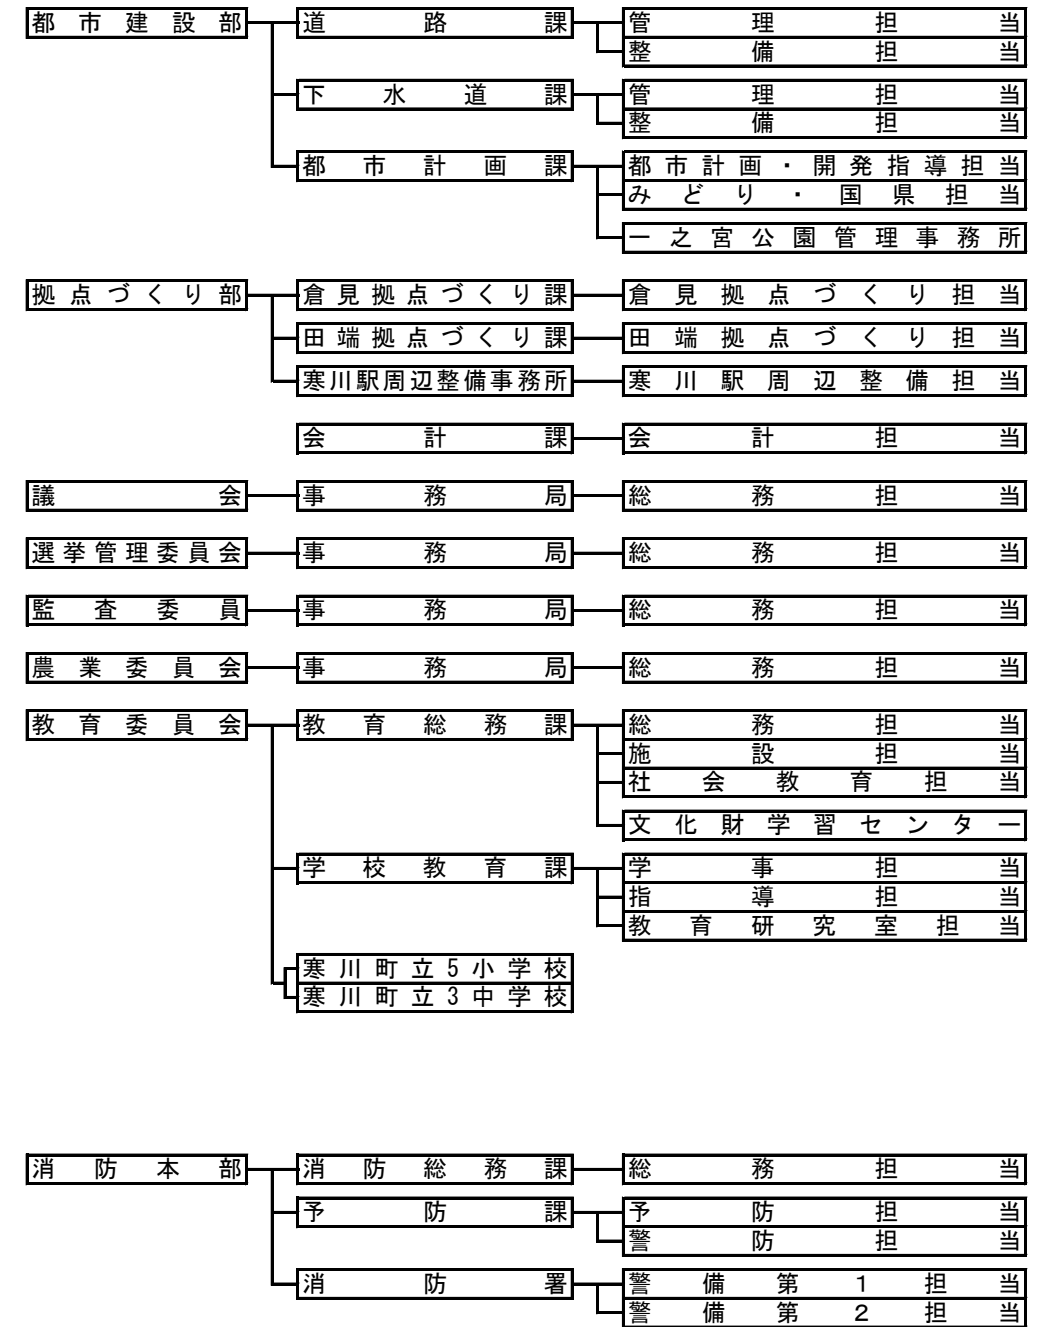 都市建設部 道路課 管理担当
整備担当
下水道課 管理担当
整備担当
都市計画課 都市計画・開発指導担当
みどり・国県担当
一之宮公園管理事務所
拠点づくり部 倉見拠点づくり課 倉見拠点づくり担当
田端拠点づくり課 田端拠点づくり担当
寒川駅周辺整備事務所 寒川駅周辺整備担当
会計課 会計担当
議会 事務局 総務担当
選挙管理委員会 事務局 総務担当
監査委員 事務局 総務担当
農業委員会 事務局 総務担当
教育委員会 教育総務課 総務担当
施設担当
社会教育担当
文化財学習センター
学校教育課 学事担当
指導担当
教育研究室担当
寒川町立5小学校
寒川町立3中学校
消防本部 消防総務課 総務担当
予防課 予防担当
警防担当
消防署 警備第1担当
警備第2担当